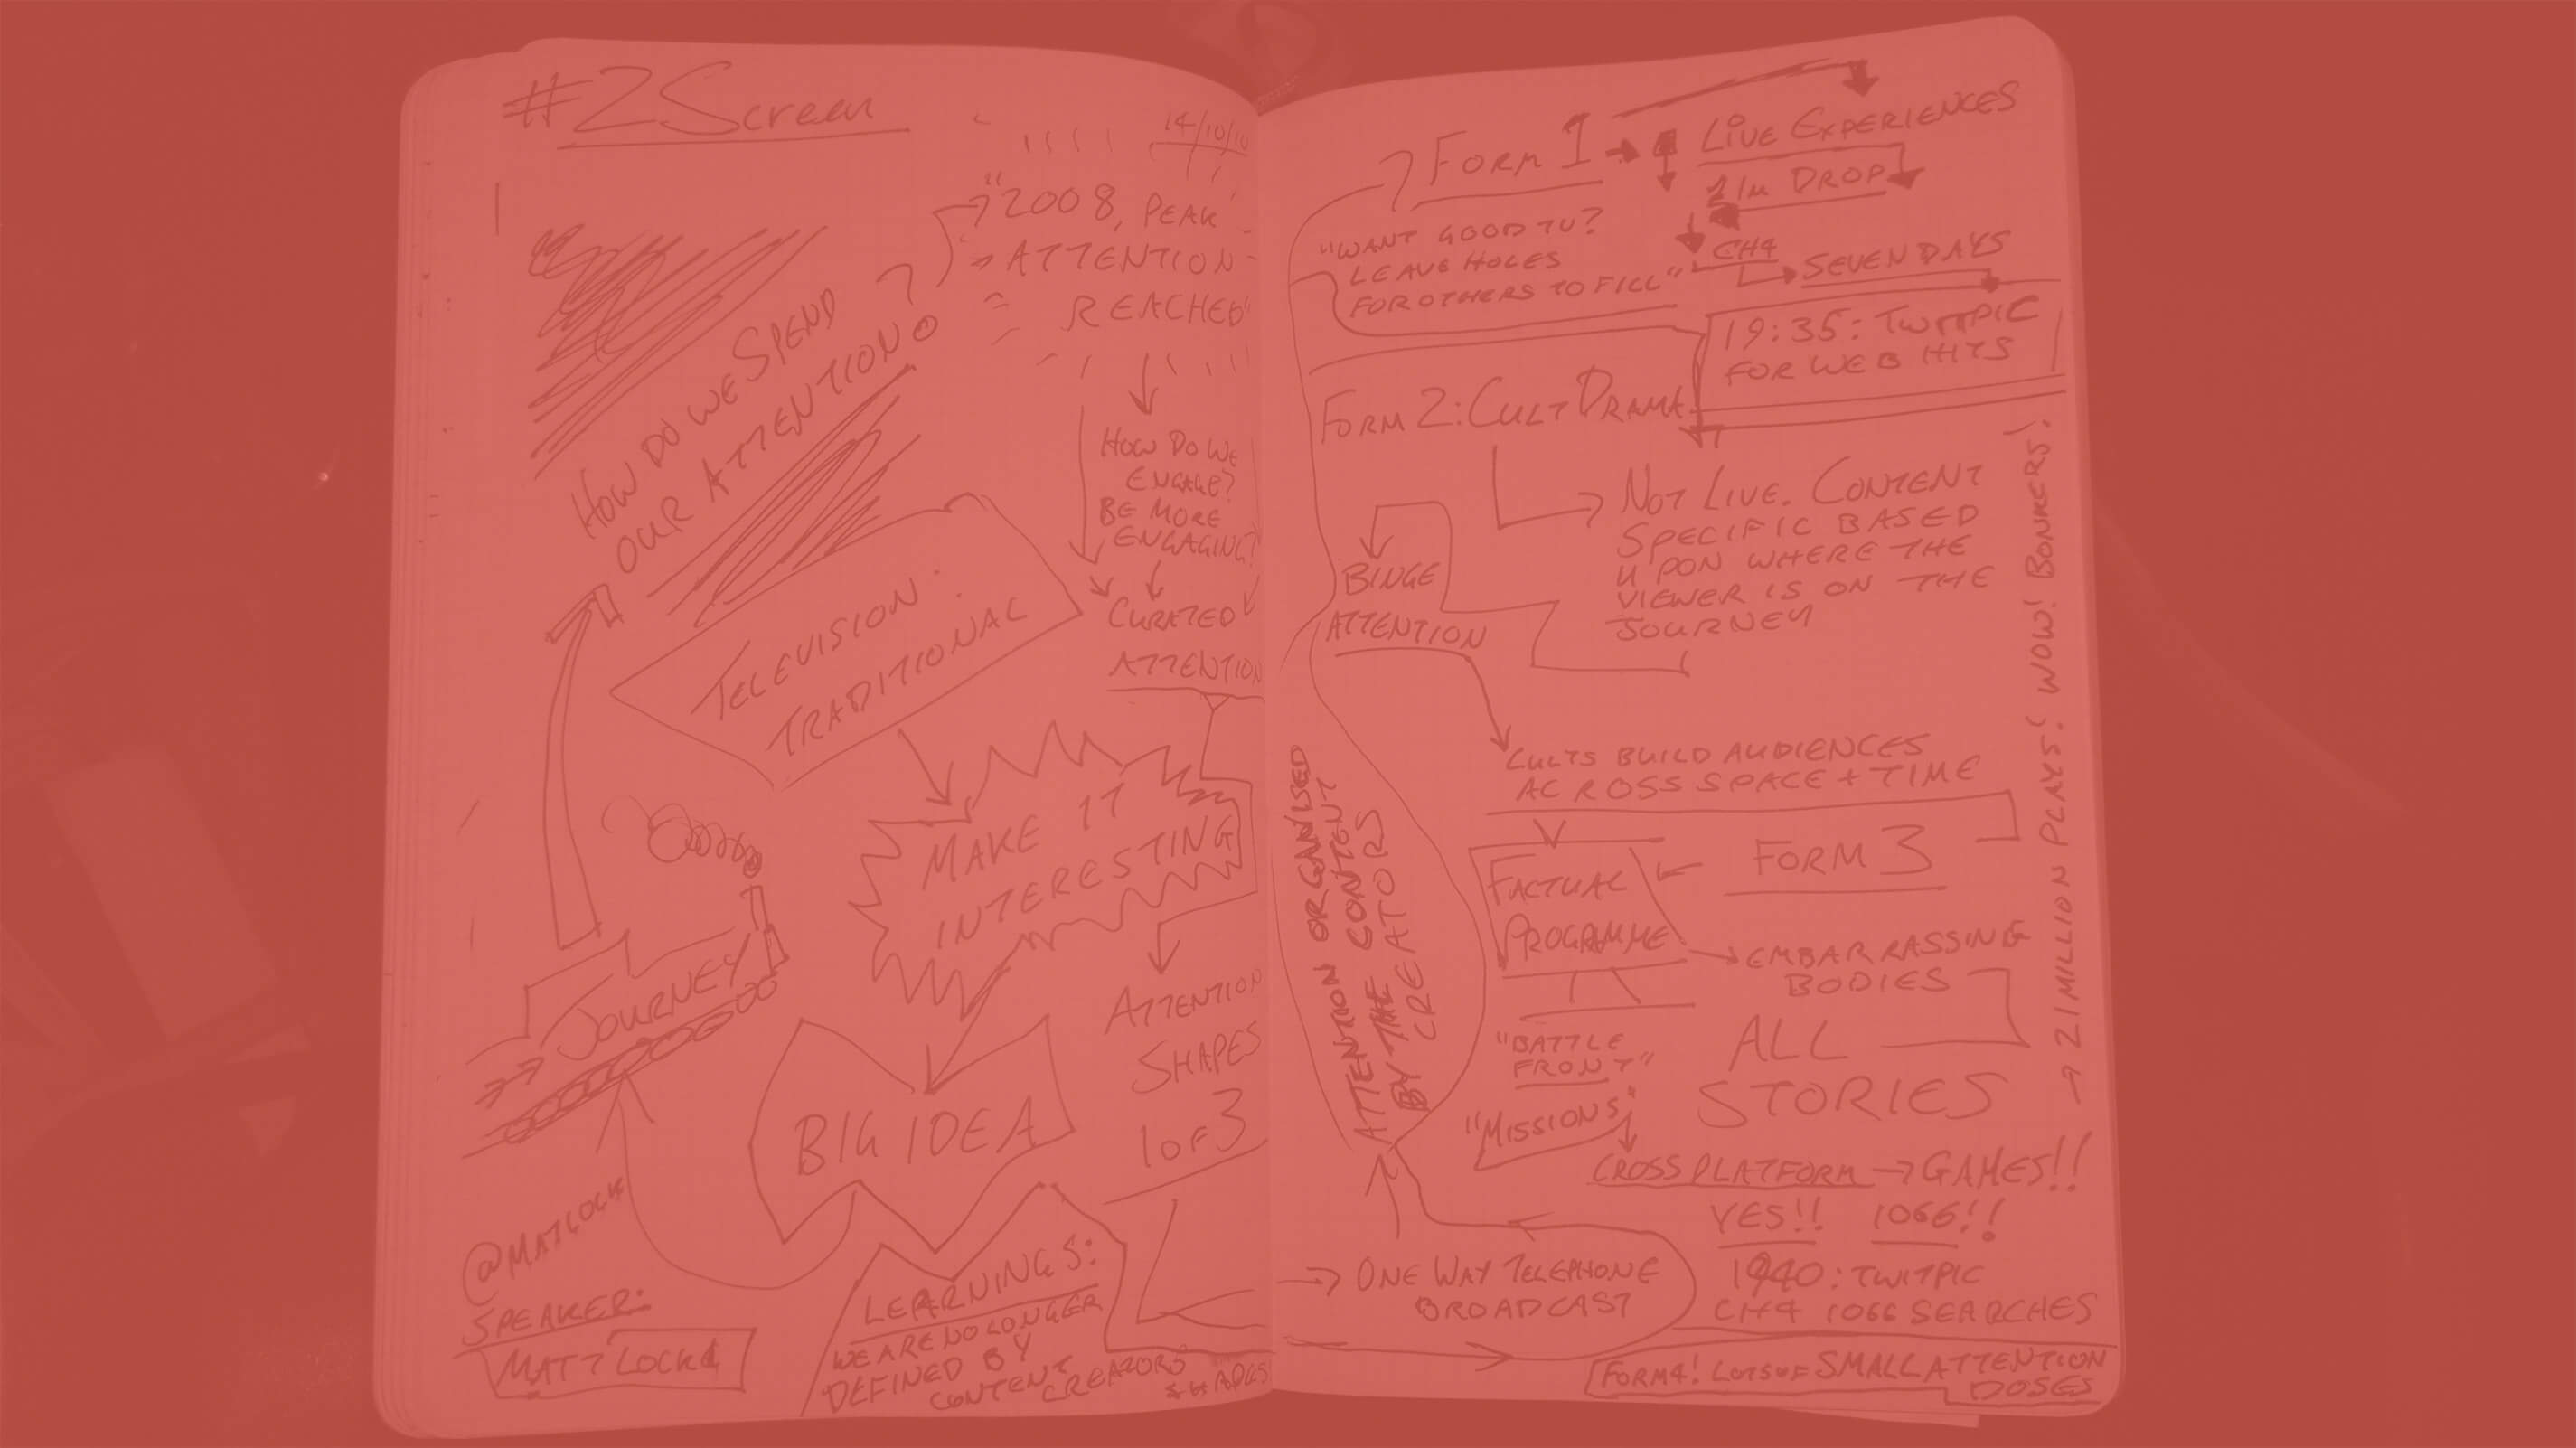 #2Screen
14/10/10
"2008, PEAK
ATTENTION
REACHED"
HOW DO WE SPEND
OUR ATTENTION?
HOW DO WE
ENGAGE?
BE MORE
ENGAGING!
CURATED
ATTENTION
TELEVISION:
TRADITIONAL
MAKE IT
INTERESTING
JOURNEY
ATTENTION
SHAPES
1 OF 3
BIG IDEA
@MATLOCK
SPEAKER:
MATT LOCKE
LEARNINGS:
WE ARE NO LONGER
DEFINED BY
CONTENT
CREATORS
FORM 1
LIVE EXPERIENCES
DROP
"WANT GOOD TV?
LEAVE HOLES
FOR OTHERS TO FILL"
CH4
SEVEN DAYS
19:35: TWITPIC
FOR WEB HITS
FORM 2: CULT DRAMA
NOT LIVE. CONTENT
SPECIFIC BASED
UPON WHERE THE
VIEWER IS ON THE
JOURNEY
BINGE
ATTENTION
CULTS BUILD AUDIENCES
ACROSS SPACE + TIME
FORM 3
FACTUAL
PROGRAMME
EMBARRASSING
BODIES
ALL
STORIES
21 MILLION PLAYS! WOW! BONKERS!
ATTENTION ORGANISED
BY THE CONTENT
BY CREATORS
"BATTLE
FRONT"
"MISSIONS"
CROSS PLATFORM → GAMES!!
YES!! 1066!!
1940: TWITPIC
CH4 1066 SEARCHES
ONE WAY TELEPHONE
BROADCAST
FORM 4! LOTS OF SMALL ATTENTION
DOSES